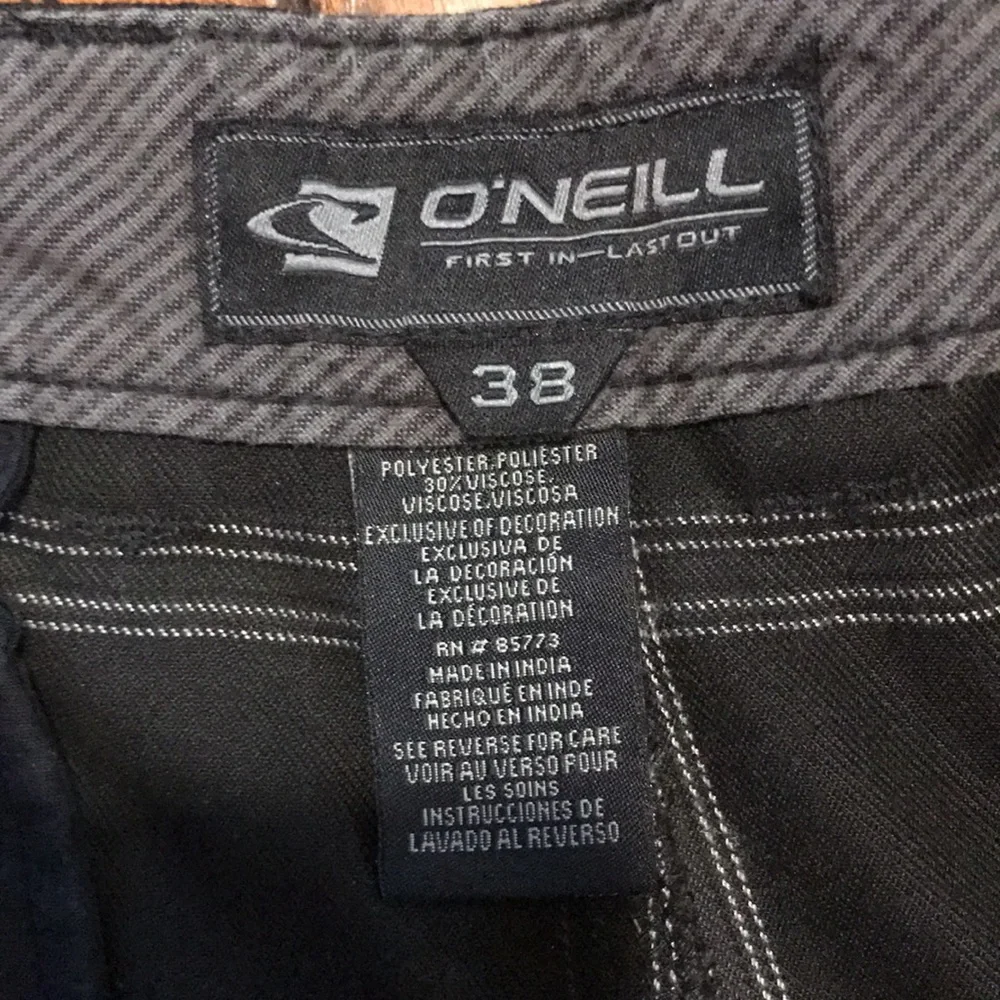 O'NEILL
FIRST IN—LAST OUT
38
POLYESTER.POLIESTER
30% VISCOSE.
VISCOSE.VISCOSA
EXCLUSIVE OF DECORATION
EXCLUSIVA DE
LA DECORACIÓN
EXCLUSIVE DE
LA DÉCORATION
RN # 85773
MADE IN INDIA
FABRIQUÉ EN INDE
HECHO EN INDIA
SEE REVERSE FOR CARE
VOIR AU VERSO POUR
LES SOINS
INSTRUCCIONES DE
LAVADO AL REVERSO